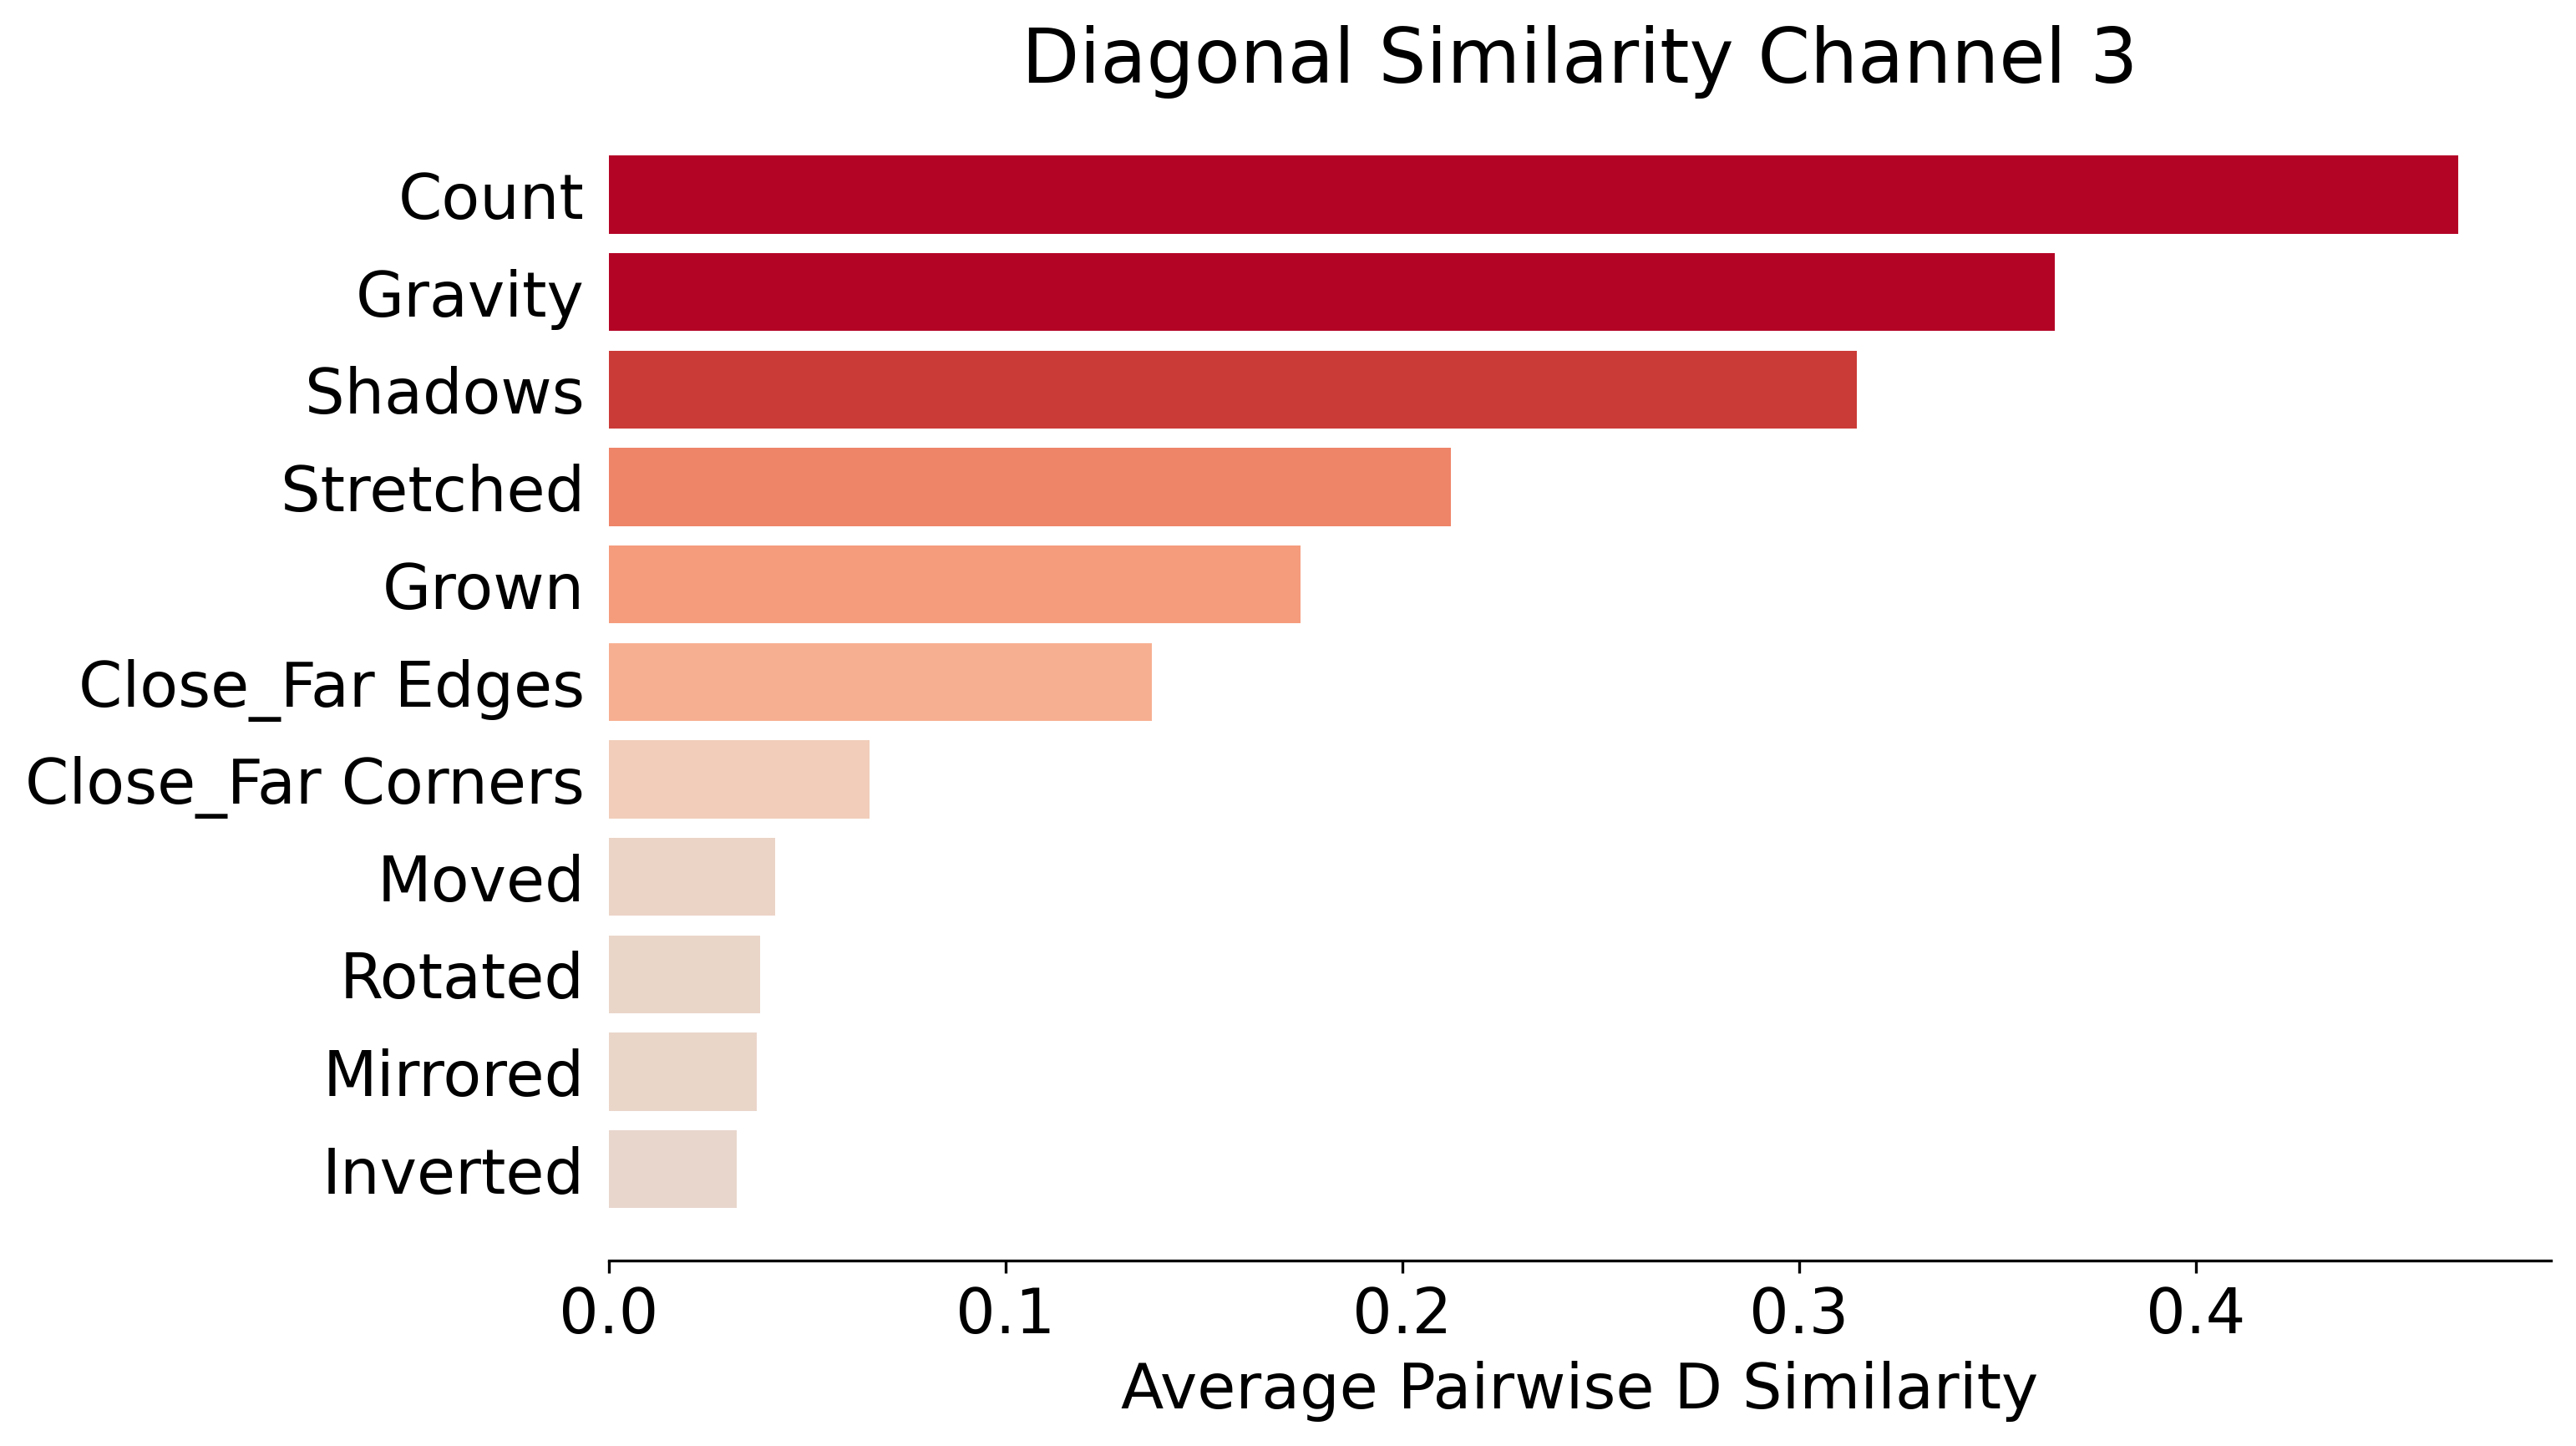 Diagonal Similarity Channel 3
Count
Gravity
Shadows
Stretched
Grown
Close_Far Edges
Close_Far Corners
Moved
Rotated
Mirrored
Inverted
0.0 0.1 0.2 0.3 0.4
Average Pairwise D Similarity